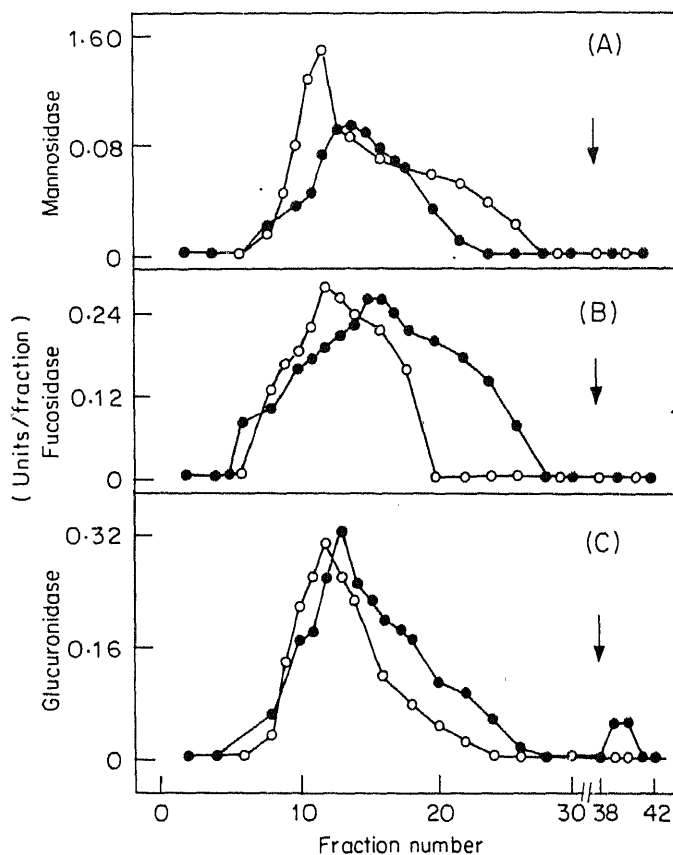 (A)
1·60
0·08
0
Mannosidase
(B)
0·24
0·12
0
Fucosidase
(Units/fraction)
(C)
0·32
0·16
0
Glucuronidase
0 10 20 30 38 42
Fraction number